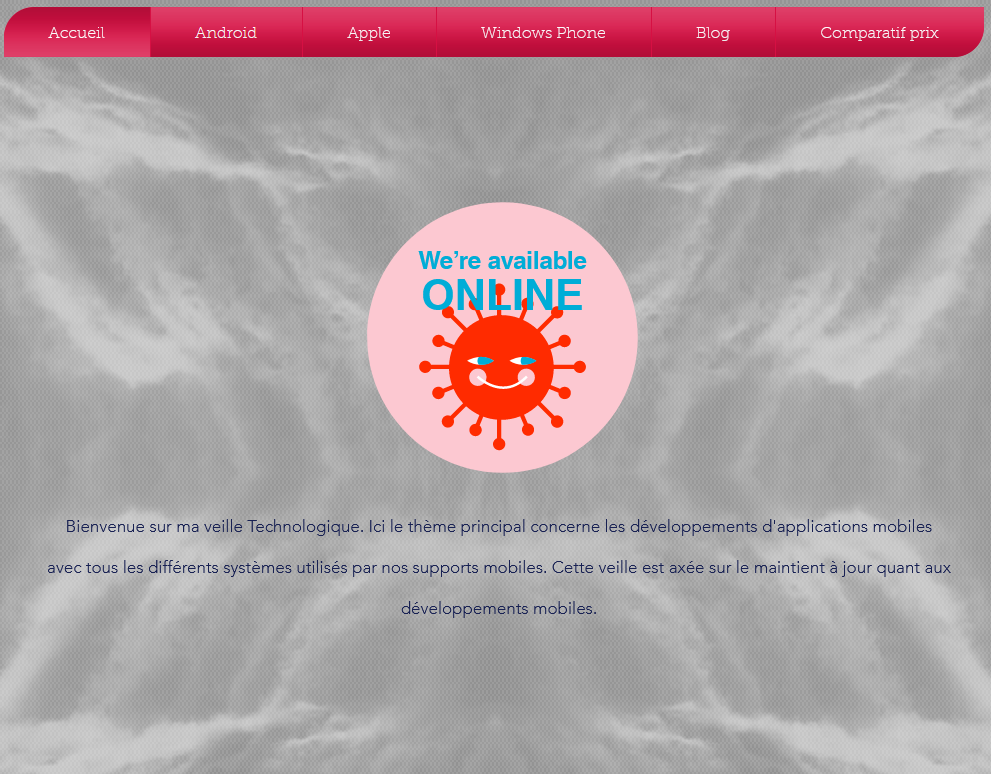 Accueil
Android
Apple
Windows Phone
Blog
Comparatif prix
We’re available
ONLINE
Bienvenue sur ma veille Technologique. Ici le thème principal concerne les développements d'applications mobiles
avec tous les différents systèmes utilisés par nos supports mobiles. Cette veille est axée sur le maintient à jour quant aux
développements mobiles.